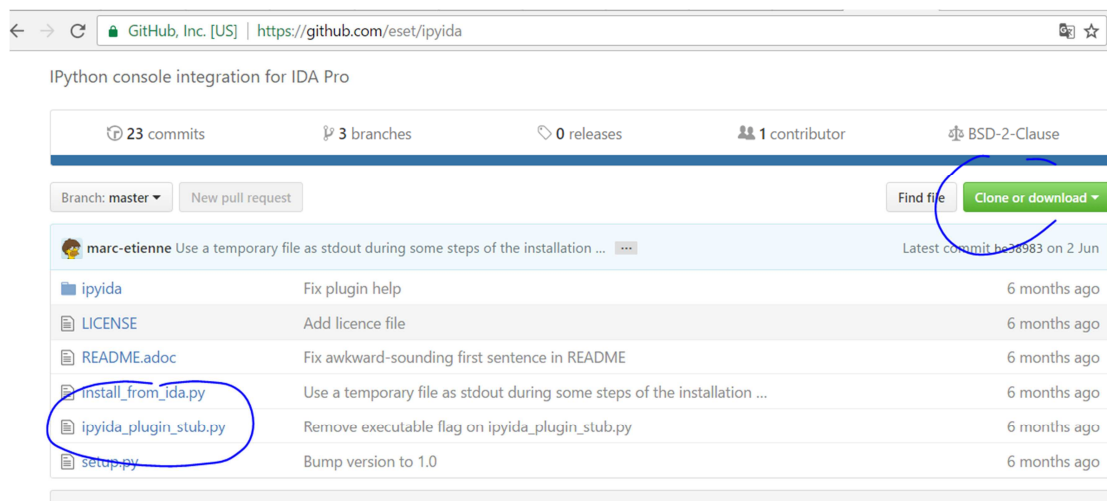 GitHub, Inc. [US] | https://github.com/eset/ipyida
IPython console integration for IDA Pro
23 commits 3 branches 0 releases 1 contributor BSD-2-Clause
Branch: master New pull request Find file Clone or download
marc-etienne Use a temporary file as stdout during some steps of the installation ... ... Latest commit be38983 on 2 Jun
ipyida Fix plugin help 6 months ago
LICENSE Add licence file 6 months ago
README.adoc Fix awkward-sounding first sentence in README 6 months ago
install_from_ida.py Use a temporary file as stdout during some steps of the installation ... 6 months ago
ipyida_plugin_stub.py Remove executable flag on ipyida_plugin_stub.py 6 months ago
setup.py Bump version to 1.0 6 months ago